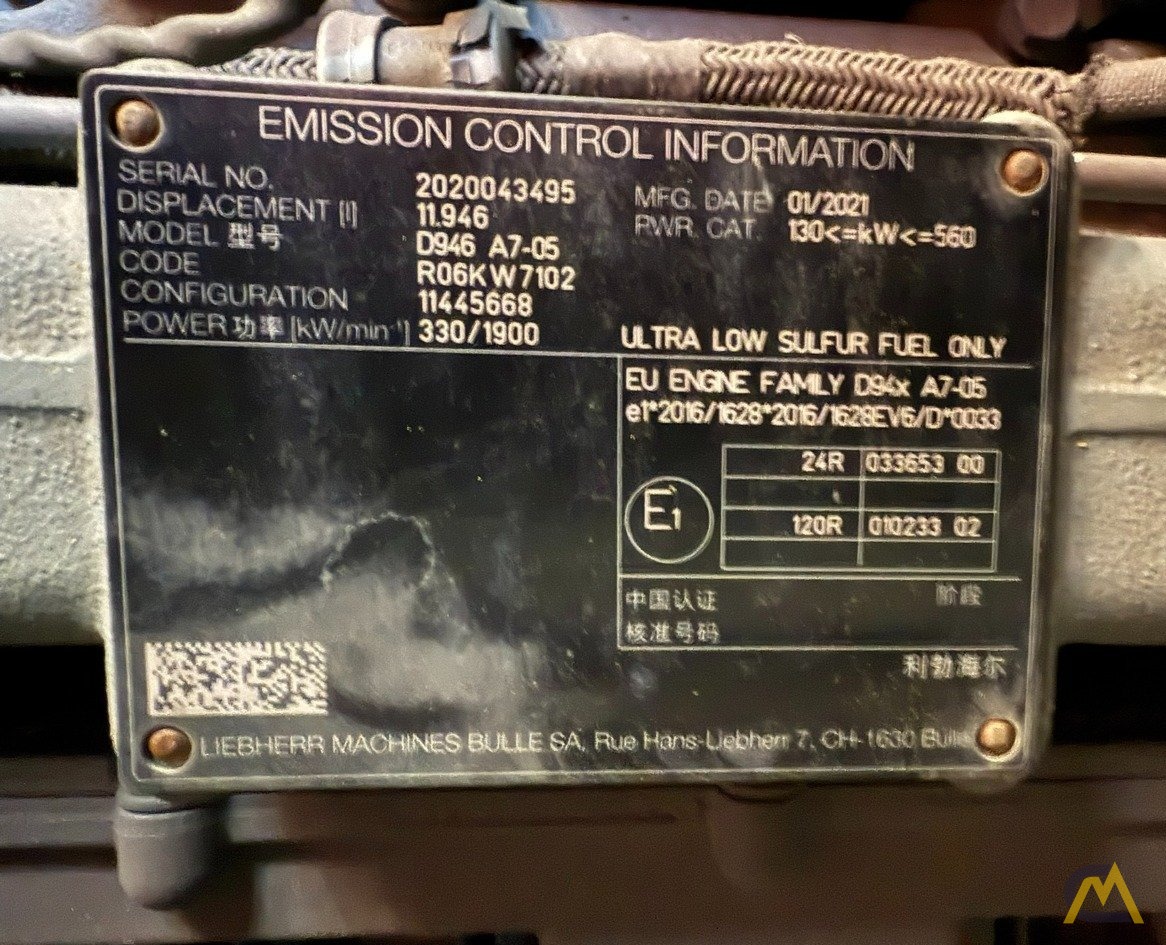 EMISSION CONTROL INFORMATION
SERIAL NO. 2020043495 MFG. DATE 01/2021
DISPLACEMENT [l] 11.946 PWR. CAT. 130<=kW<=560
MODEL 型号 D946 A7-05
CODE R06KW7102
CONFIGURATION 11445668
POWER 功率 [kW/min⁻¹] 330/1900 ULTRA LOW SULFUR FUEL ONLY
EU ENGINE FAMILY D94x A7-05
e1*2016/1628*2016/1628EV6/D*0033
E1
24R 033653 00
120R 010233 02
中国认证 阶段
核准号码
利勃海尔
LIEBHERR MACHINES BULLE SA, Rue Hans-Liebherr 7, CH-1630 Bulle